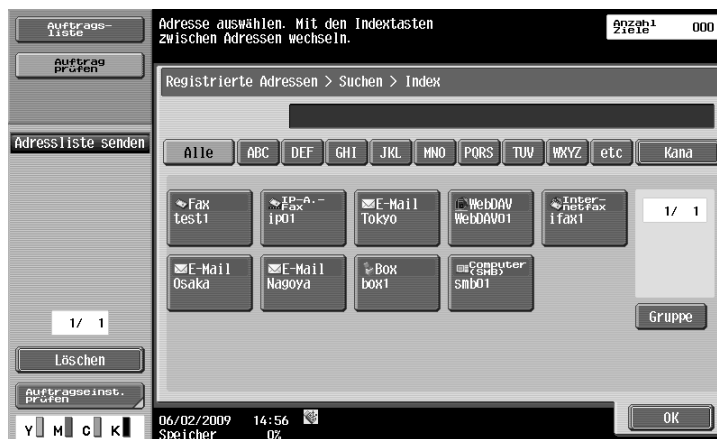 Auftrags-
liste
Auftrag
prüfen
Adressliste senden
1/ 1
Löschen
Auftragseinst.
prüfen
Y M C K
Adresse auswählen. Mit den Indextasten
zwischen Adressen wechseln.
Anzahl
Ziele 000
Registrierte Adressen > Suchen > Index
Alle ABC DEF GHI JKL MNO PQRS TUV WXYZ etc Kana
Fax
test1
IP-A.-
Fax
ip01
E-Mail
Tokyo
WebDAV
WebDAV01
Inter-
netfax
ifax1
1/ 1
E-Mail
Osaka
E-Mail
Nagoya
Box
box1
Computer
(SMB)
smb01
Gruppe
06/02/2009 14:56
Speicher 0%
OK